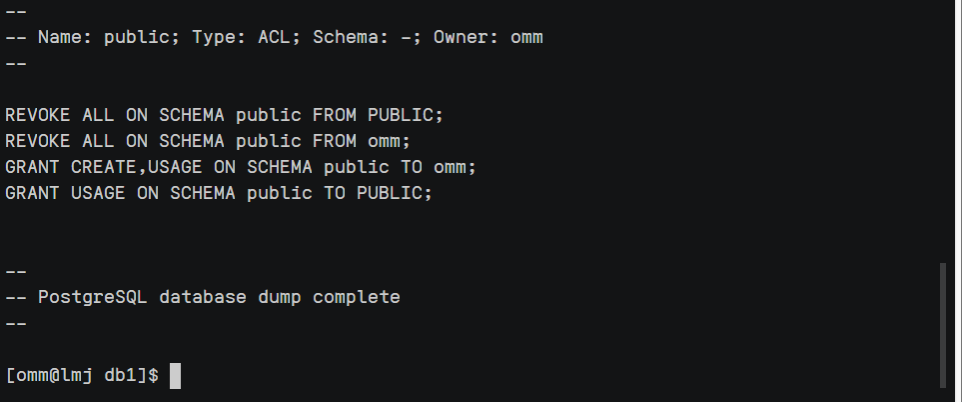 --
-- Name: public; Type: ACL; Schema: -; Owner: omm
--
REVOKE ALL ON SCHEMA public FROM PUBLIC;
REVOKE ALL ON SCHEMA public FROM omm;
GRANT CREATE,USAGE ON SCHEMA public TO omm;
GRANT USAGE ON SCHEMA public TO PUBLIC;
--
-- PostgreSQL database dump complete
--
[omm@lmj db1]$